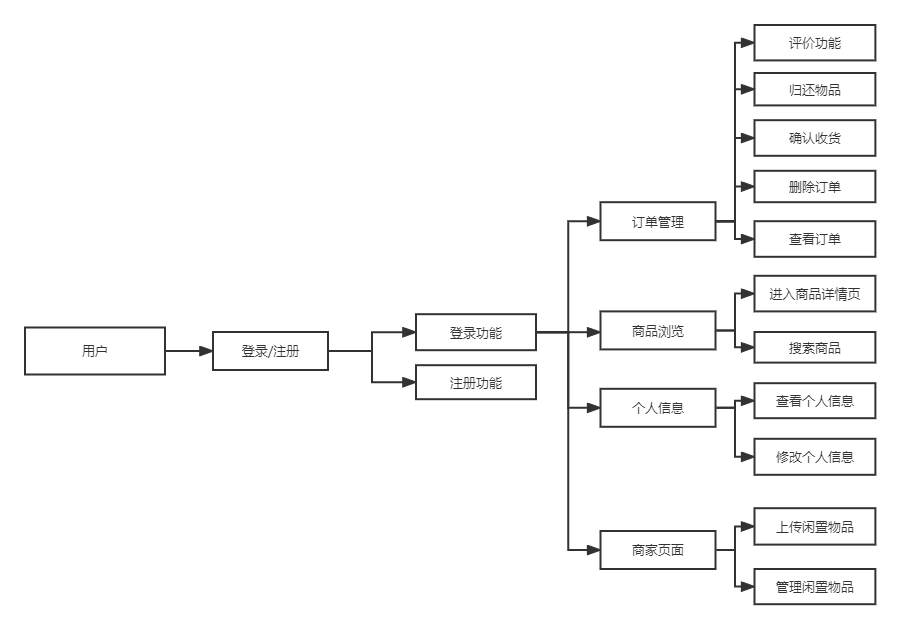 用户
登录/注册
登录功能
注册功能
订单管理
商品浏览
个人信息
商家页面
评价功能
归还物品
确认收货
删除订单
查看订单
进入商品详情页
搜索商品
查看个人信息
修改个人信息
上传闲置物品
管理闲置物品